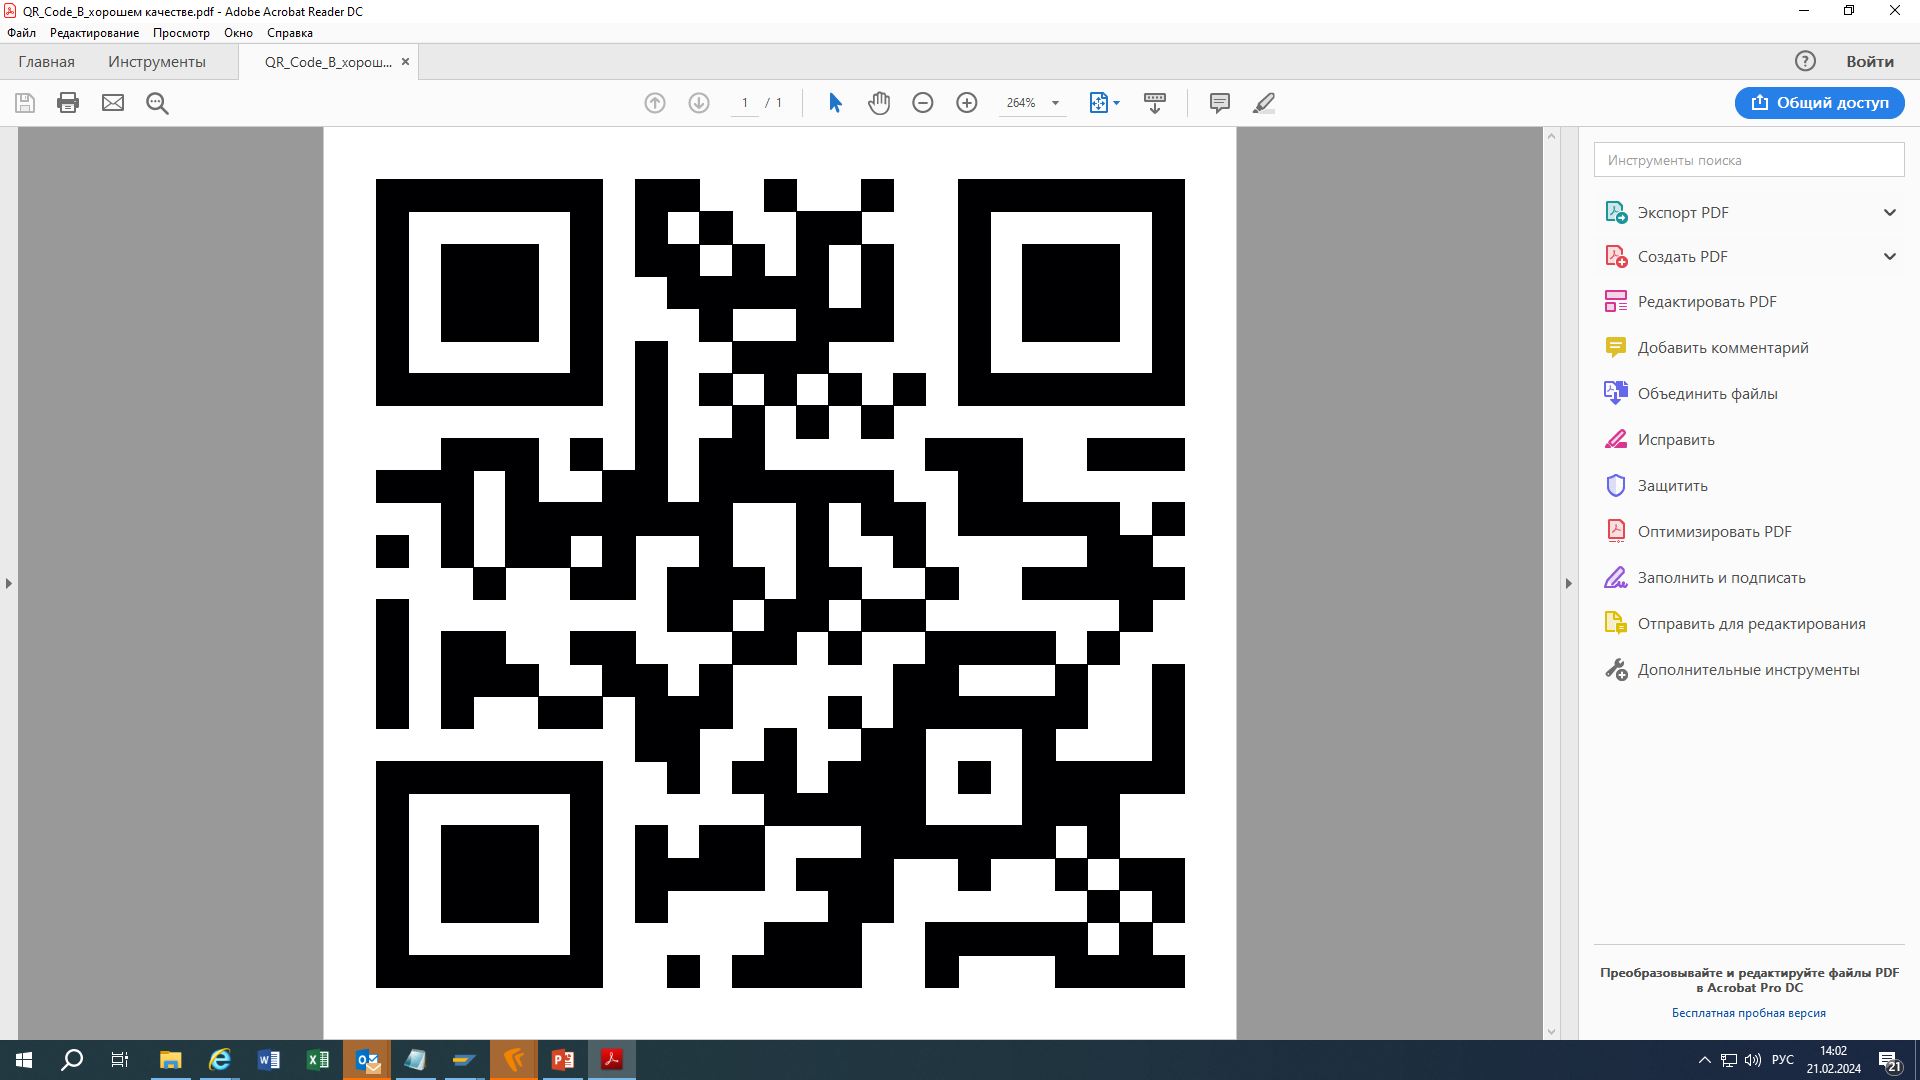 QR_Code_В_хорошем качестве.pdf - Adobe Acrobat Reader DC
Файл Редактирование Просмотр Окно Справка
Главная Инструменты QR_Code_В_хорош... × Войти
1 / 1 264% Общий доступ
Инструменты поиска
Экспорт PDF
Создать PDF
Редактировать PDF
Добавить комментарий
Объединить файлы
Исправить
Защитить
Оптимизировать PDF
Заполнить и подписать
Отправить для редактирования
Дополнительные инструменты
Преобразовывайте и редактируйте файлы PDF
в Acrobat Pro DC
Бесплатная пробная версия
РУС 14:02
21.02.2024
21